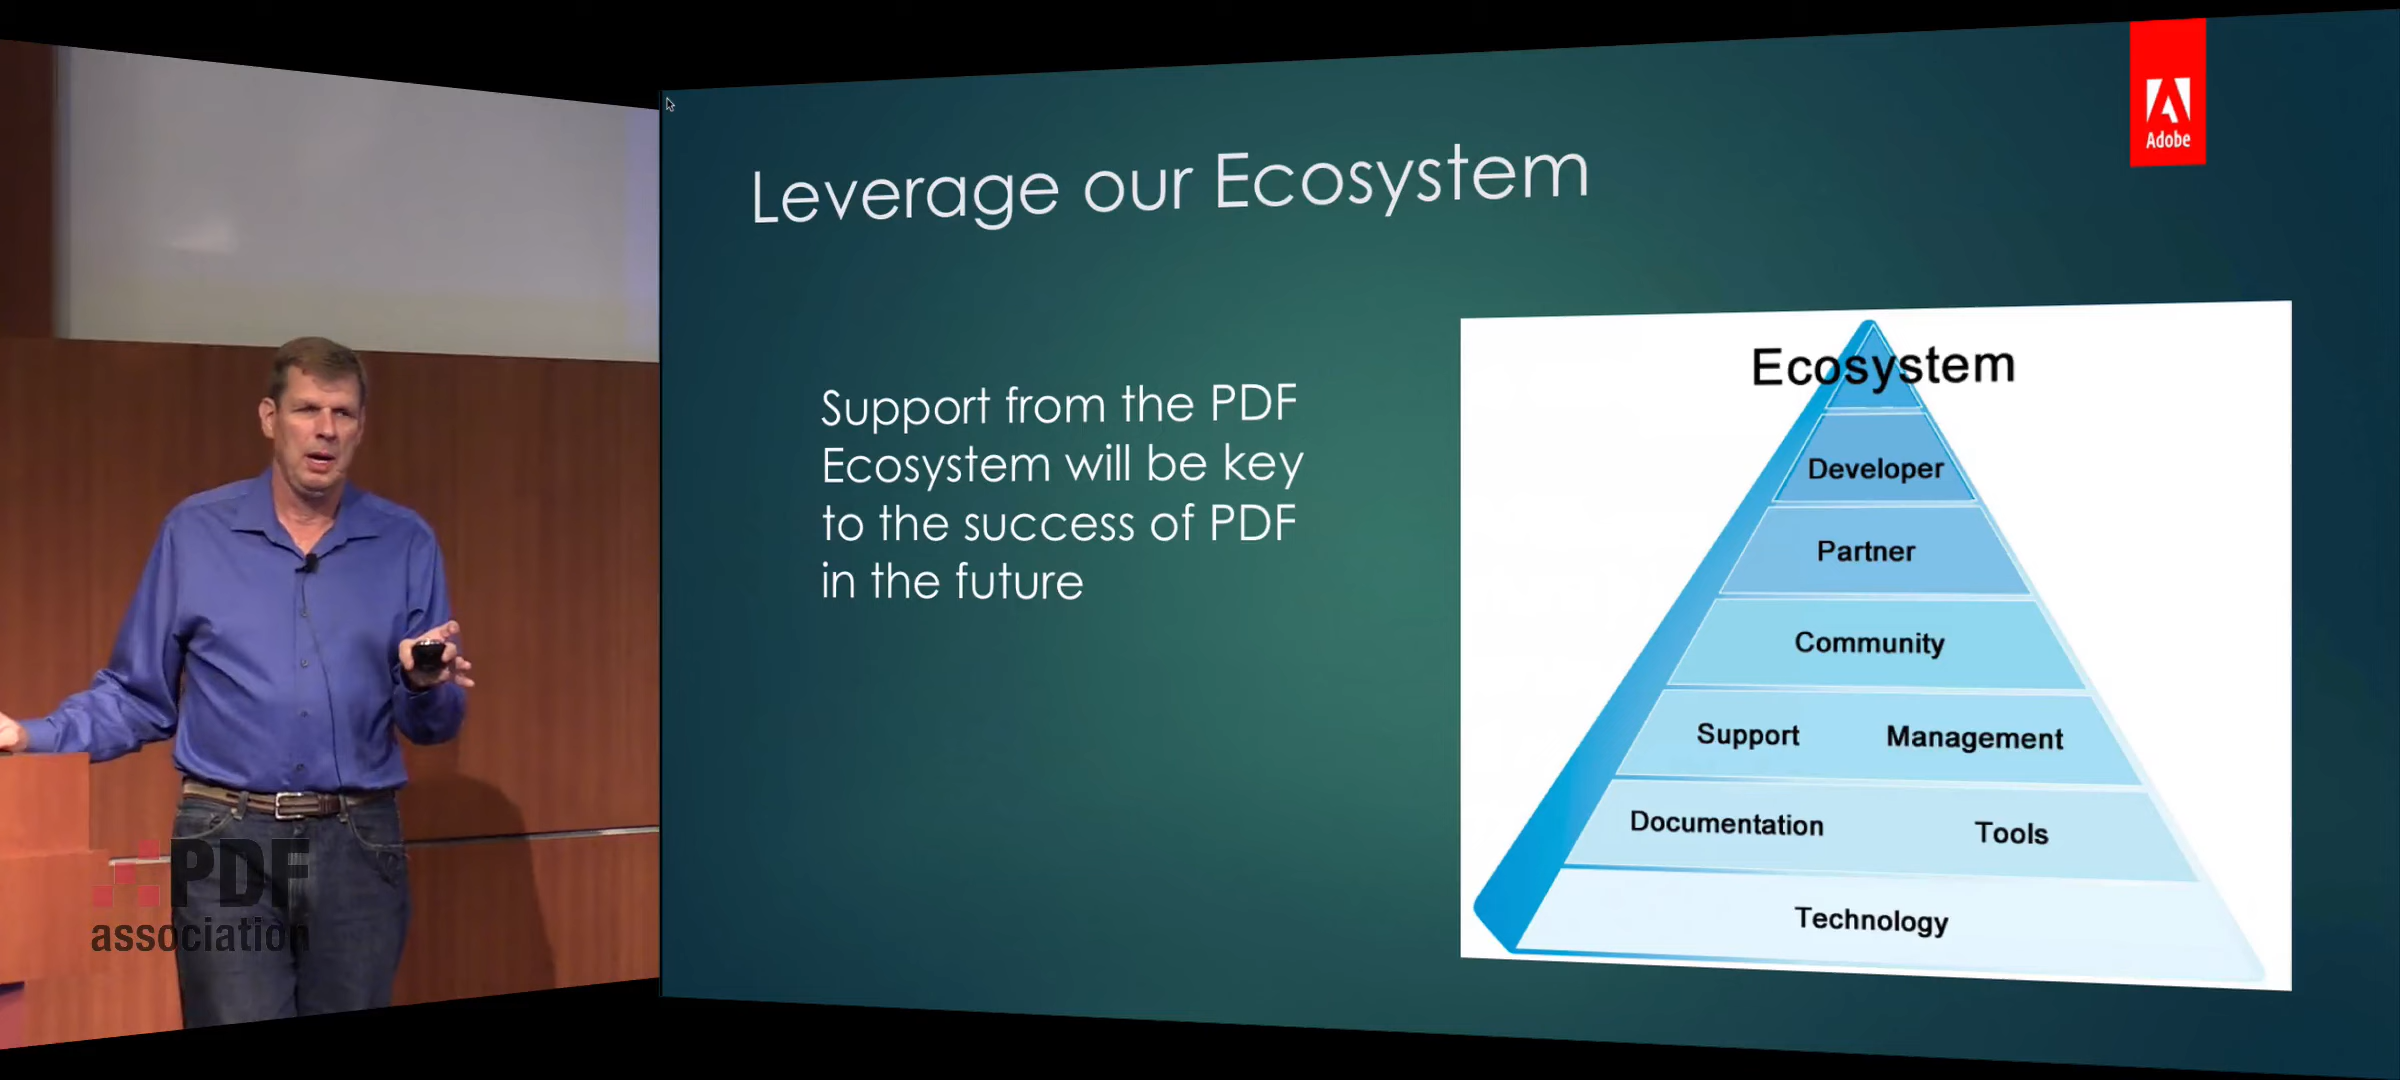 Adobe
Leverage our Ecosystem
Support from the PDF
Ecosystem will be key
to the success of PDF
in the future
Ecosystem
Developer
Partner
Community
Support Management
Documentation Tools
Technology
PDF
association